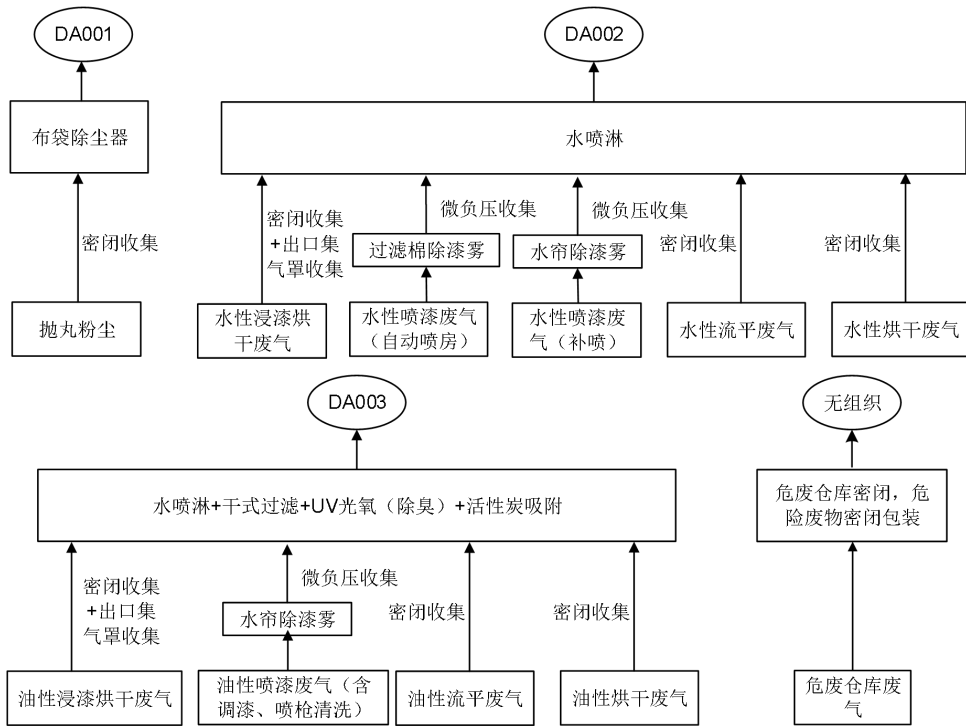 DA001
DA002
布袋除尘器
水喷淋
密闭收集
密闭收集
+出口集
气罩收集
微负压收集
微负压收集
密闭收集
密闭收集
过滤棉除漆雾
水帘除漆雾
抛丸粉尘
水性浸漆烘
干废气
水性喷漆废气
（自动喷房）
水性喷漆废
气（补喷）
水性流平废气
水性烘干废气
DA003
无组织
水喷淋+干式过滤+UV光氧（除臭）+活性炭吸附
危废仓库密闭，危
险废物密闭包装
密闭收集
+出口集
气罩收集
微负压收集
密闭收集
密闭收集
水帘除漆雾
油性浸漆烘干废气
油性喷漆废气（含
调漆、喷枪清洗）
油性流平废气
油性烘干废气
危废仓库废
气